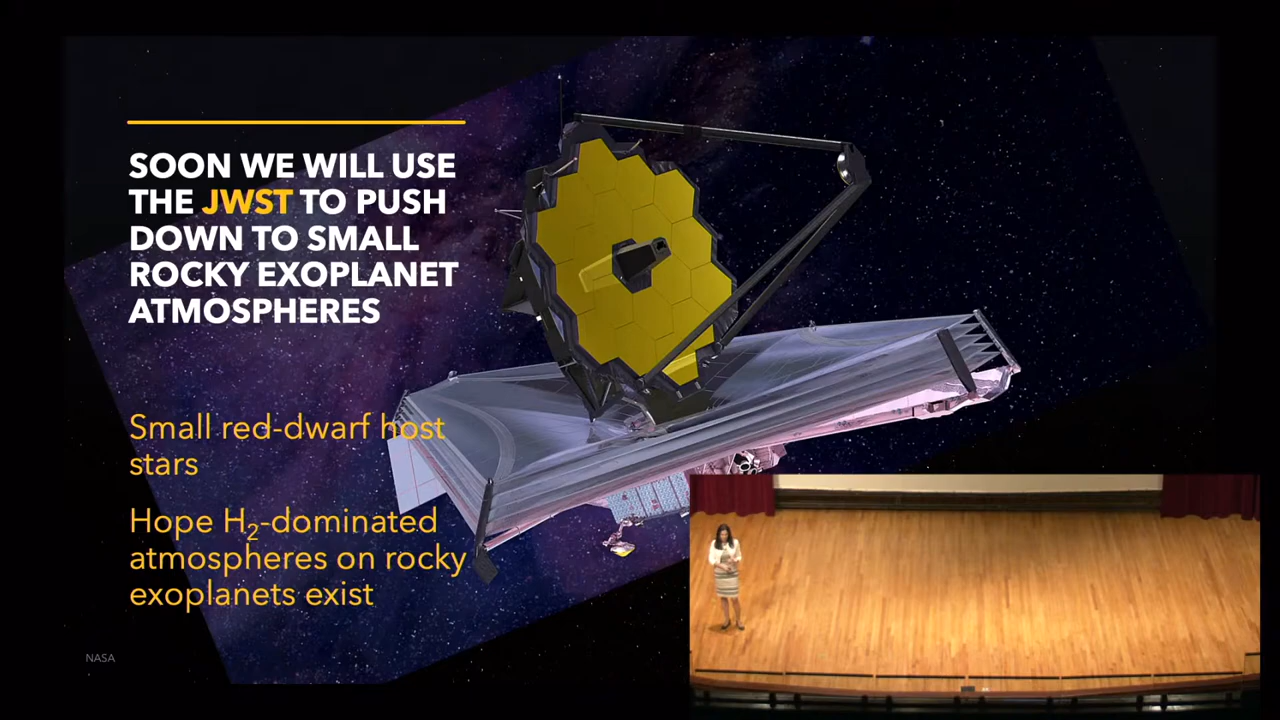 SOON WE WILL USE
THE JWST TO PUSH
DOWN TO SMALL
ROCKY EXOPLANET
ATMOSPHERES
Small red-dwarf host
stars
Hope H₂-dominated
atmospheres on rocky
exoplanets exist
NASA